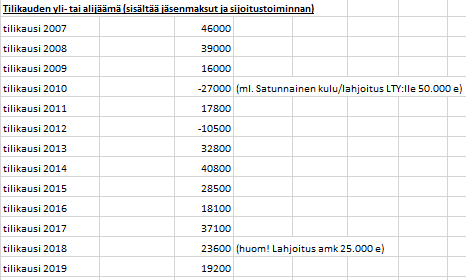 Tilikauden yli- tai alijäämä (sisältää jäsenmaksut ja sijoitustoiminnan)
tilikausi 2007 46000
tilikausi 2008 39000
tilikausi 2009 16000
tilikausi 2010 -27000 (ml. Satunnainen kulu/lahjoitus LTY:lle 50.000 e)
tilikausi 2011 17800
tilikausi 2012 -10500
tilikausi 2013 32800
tilikausi 2014 40800
tilikausi 2015 28500
tilikausi 2016 18100
tilikausi 2017 37100
tilikausi 2018 23600 (huom! Lahjoitus amk 25.000 e)
tilikausi 2019 19200